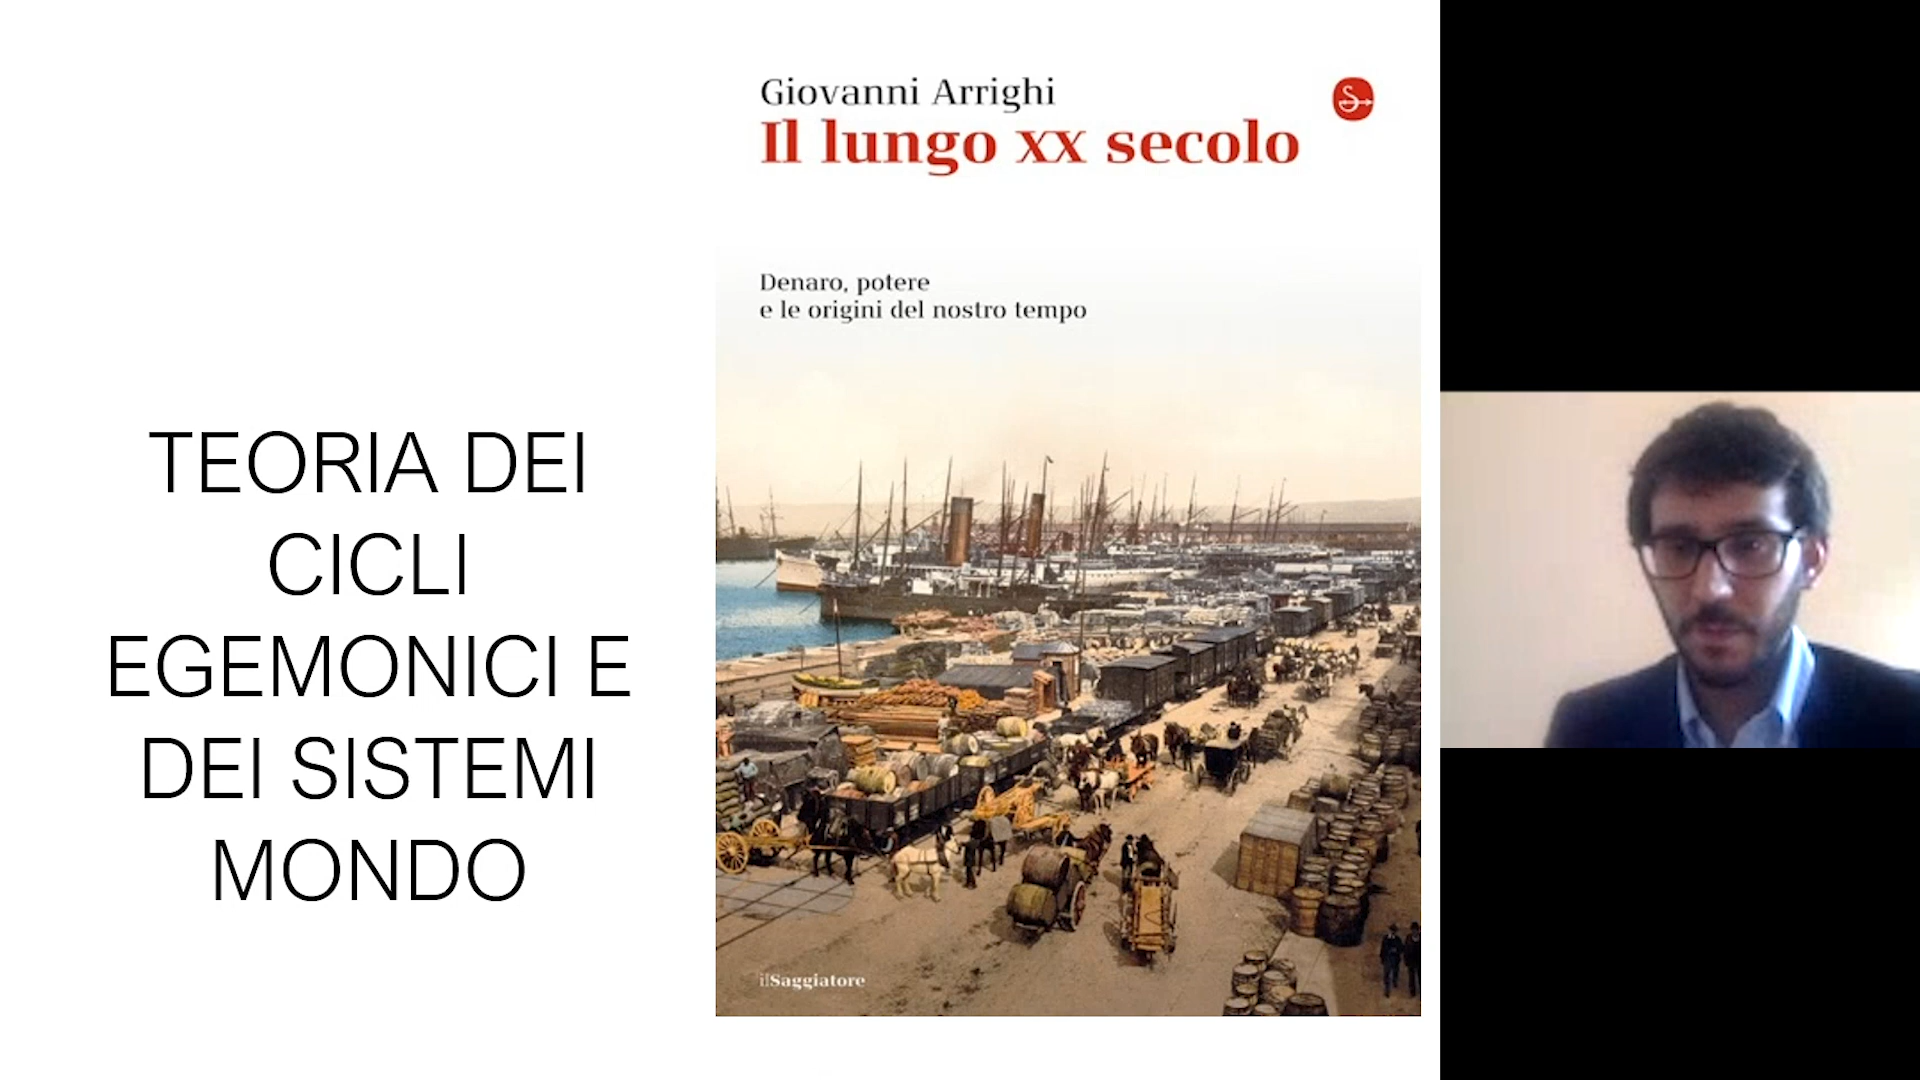 TEORIA DEI
CICLI
EGEMONICI E
DEI SISTEMI
MONDO
Giovanni Arrighi
Il lungo xx secolo
Denaro, potere
e le origini del nostro tempo
ilSaggiatore